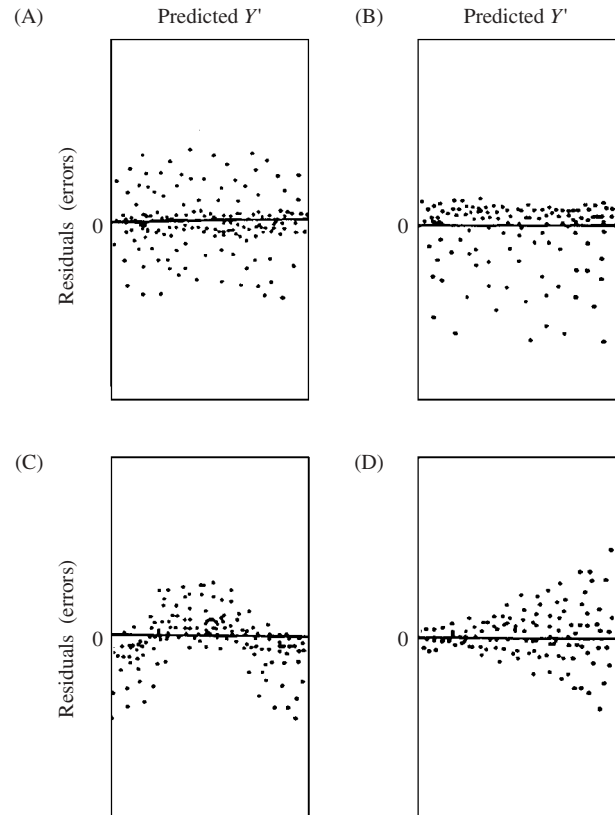 (A) Predicted Y' (B) Predicted Y'
Residuals (errors)
0 0
(C) (D)
Residuals (errors)
0 0